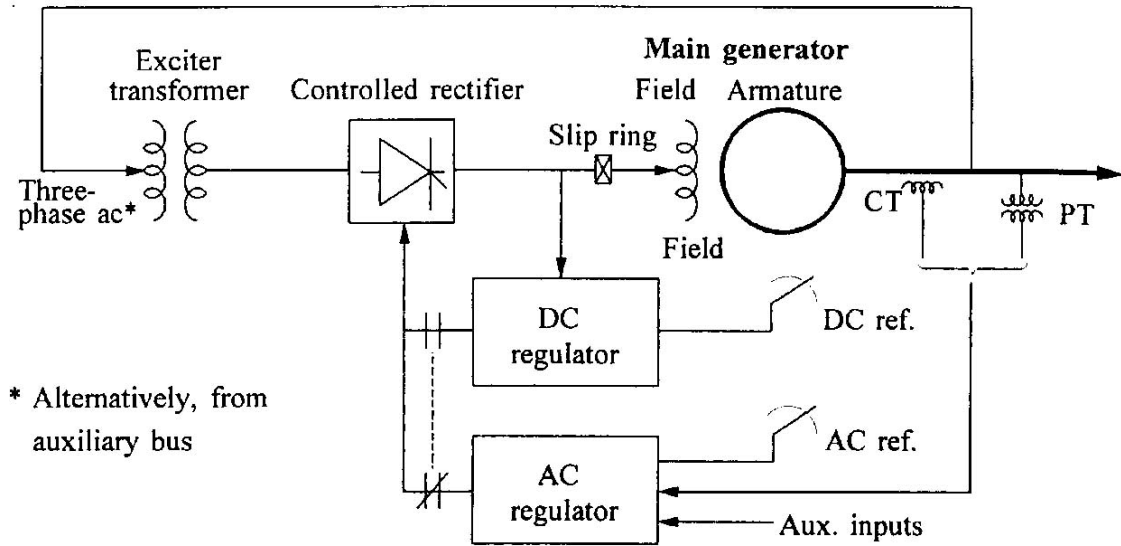 Main generator
Exciter
transformer
Controlled rectifier
Field
Armature
Slip ring
Three-
phase ac*
CT
PT
Field
DC
regulator
DC ref.
* Alternatively, from
auxiliary bus
AC
regulator
AC ref.
Aux. inputs